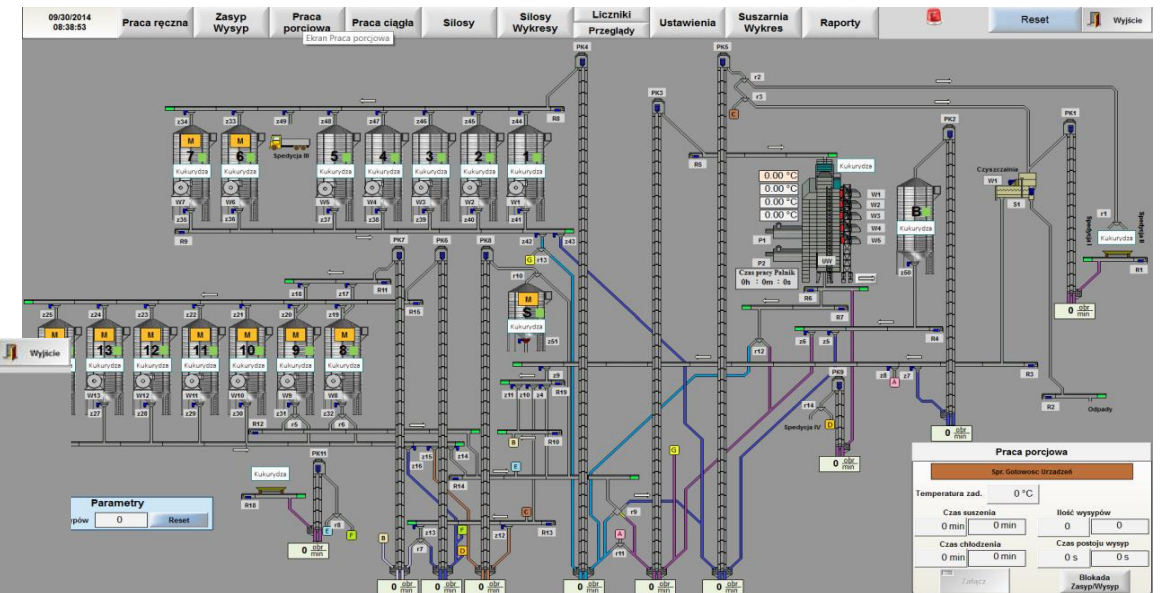 09/30/2014
08:38:53
Praca ręczna
Zasyp
Wysyp
Praca
porcjowa
Praca ciągła
Silosy
Silosy
Wykresy
Liczniki
Przeglądy
Ustawienia
Suszarnia
Wykres
Raporty
Reset
Wyjście
Ekran Praca porcjowa
PK4
PK5
r2
r3
C
PK3
PK2
PK1
z34
z33
z49
z48
z47
z46
z45
z44
R8
M
M
7
6
Spedycja III
5
4
3
2
1
Kukurydza
Kukurydza
Kukurydza
Kukurydza
Kukurydza
Kukurydza
Kukurydza
W7
W6
W5
W4
W3
W2
W1
z35
z36
z37
z38
z39
z40
z41
R9
R5
Kukurydza
0.00 °C
0.00 °C
0.00 °C
0.00 °C
W1
W2
W3
W4
W5
P1
P2
UW
Czas pracy Palnik
0h : 0m : 0s
B
Kukurydza
z50
Czyszczalnia
W1
S1
r1
Spedycja I
Spedycja II
Kukurydza
R1
0 obr/min
z42
z43
G
r13
PK7
PK6
PK8
r10
M
S
Kukurydza
z51
z18
z17
R11
R15
R6
R7
z6
z5
R4
r12
z25
z24
z23
z22
z21
z20
z19
M
M
M
M
M
M
M
13
12
11
10
9
8
Wyjście
Kukurydza
Kukurydza
Kukurydza
Kukurydza
Kukurydza
Kukurydza
W13
W12
W11
W10
W9
W8
z27
z28
z29
z30
z31
z32
R12
r5
r6
z9
z11
z10
z4
R19
B
R10
z8
z7
A
R3
PK9
r14
Spedycja IV
D
R2
Odpady
0 obr/min
0 obr/min
z15
z14
z16
R14
E
G
PK11
Kukurydza
R18
r8
E
F
0 obr/min
C
r9
A
r11
z13
F
D
z12
R13
B
r7
Parametry
0
Reset
0 obr/min
0 obr/min
0 obr/min
0 obr/min
0 obr/min
0 obr/min
Praca porcjowa
Spr. Gotowosc Urzadzeń
Temperatura zad.
0 °C
Czas suszenia
Ilość wysypów
0 min
0 min
0
0
Czas chłodzenia
Czas postoju wysyp
0 min
0 min
0 s
0 s
Załącz
Blokada
Zasyp/Wysyp